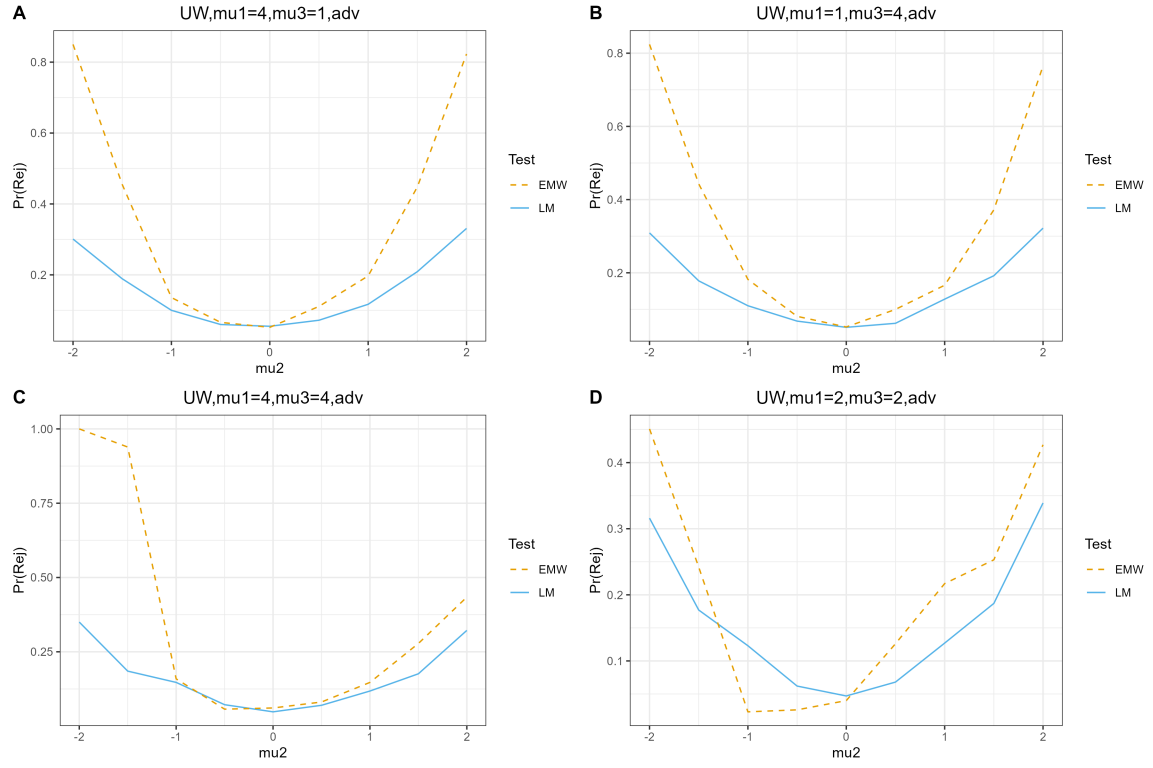 A
UW,mu1=4,mu3=1,adv
Pr(Rej)
0.8
0.6
0.4
0.2
-2
-1
0
1
2
mu2
Test
EMW
LM
B
UW,mu1=1,mu3=4,adv
Pr(Rej)
0.8
0.6
0.4
0.2
-2
-1
0
1
2
mu2
Test
EMW
LM
C
UW,mu1=4,mu3=4,adv
Pr(Rej)
1.00
0.75
0.50
0.25
-2
-1
0
1
2
mu2
Test
EMW
LM
D
UW,mu1=2,mu3=2,adv
Pr(Rej)
0.4
0.3
0.2
0.1
-2
-1
0
1
2
mu2
Test
EMW
LM